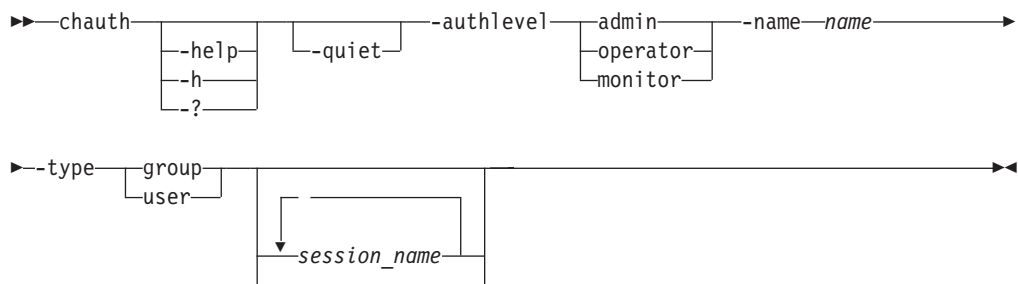 chauth -authlevel admin -name name
-help -quiet operator
-h monitor
-?
-type group
user
session_name